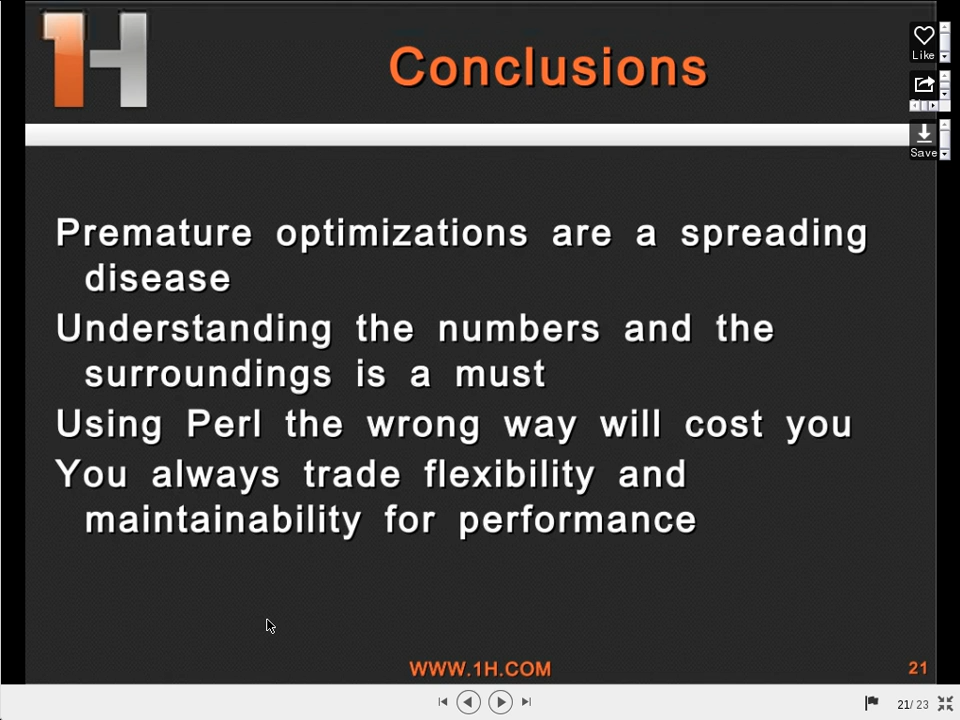 1H
Conclusions
Like
Save
Premature optimizations are a spreading
disease
Understanding the numbers and the
surroundings is a must
Using Perl the wrong way will cost you
You always trade flexibility and
maintainability for performance
WWW.1H.COM
21
21/ 23